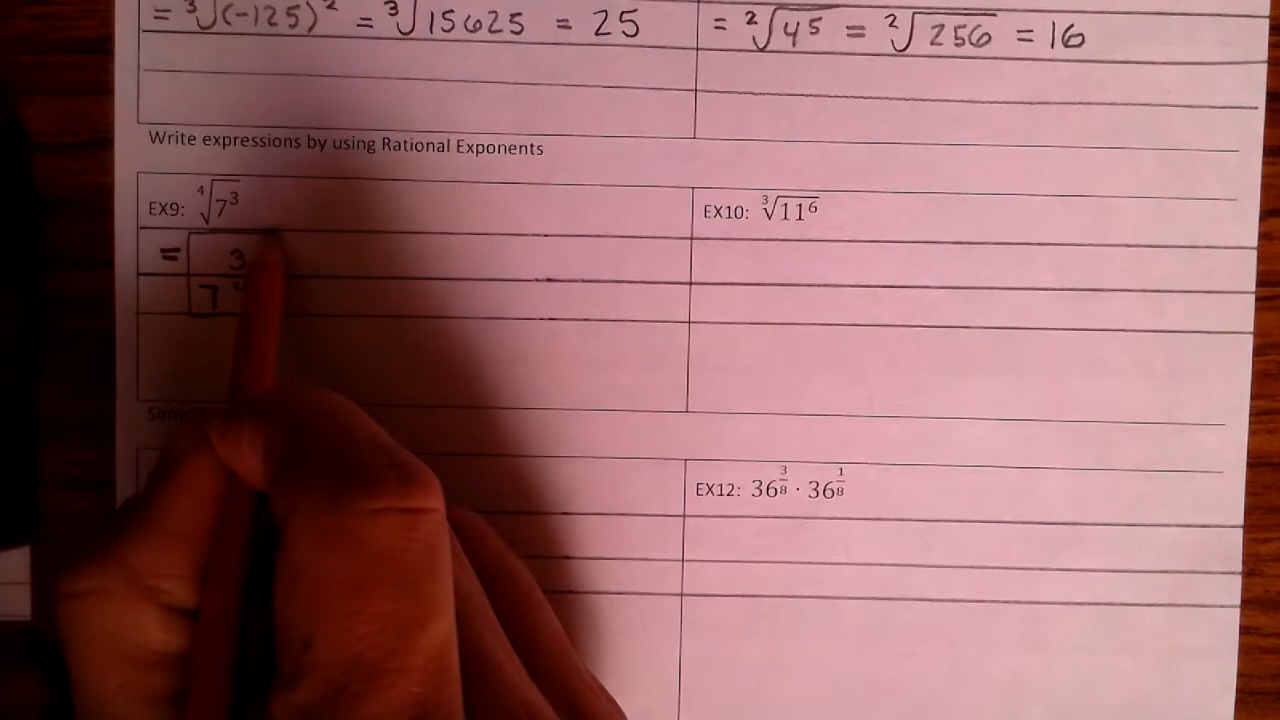 = ³√(-125)² = ³√15625 = 25
= ²√4⁵ = ²√256 = 16
Write expressions by using Rational Exponents
EX9: ⁴√7³
EX10: ³√11⁶
= 3
7
EX12: 36^(3/8) · 36^(1/8)